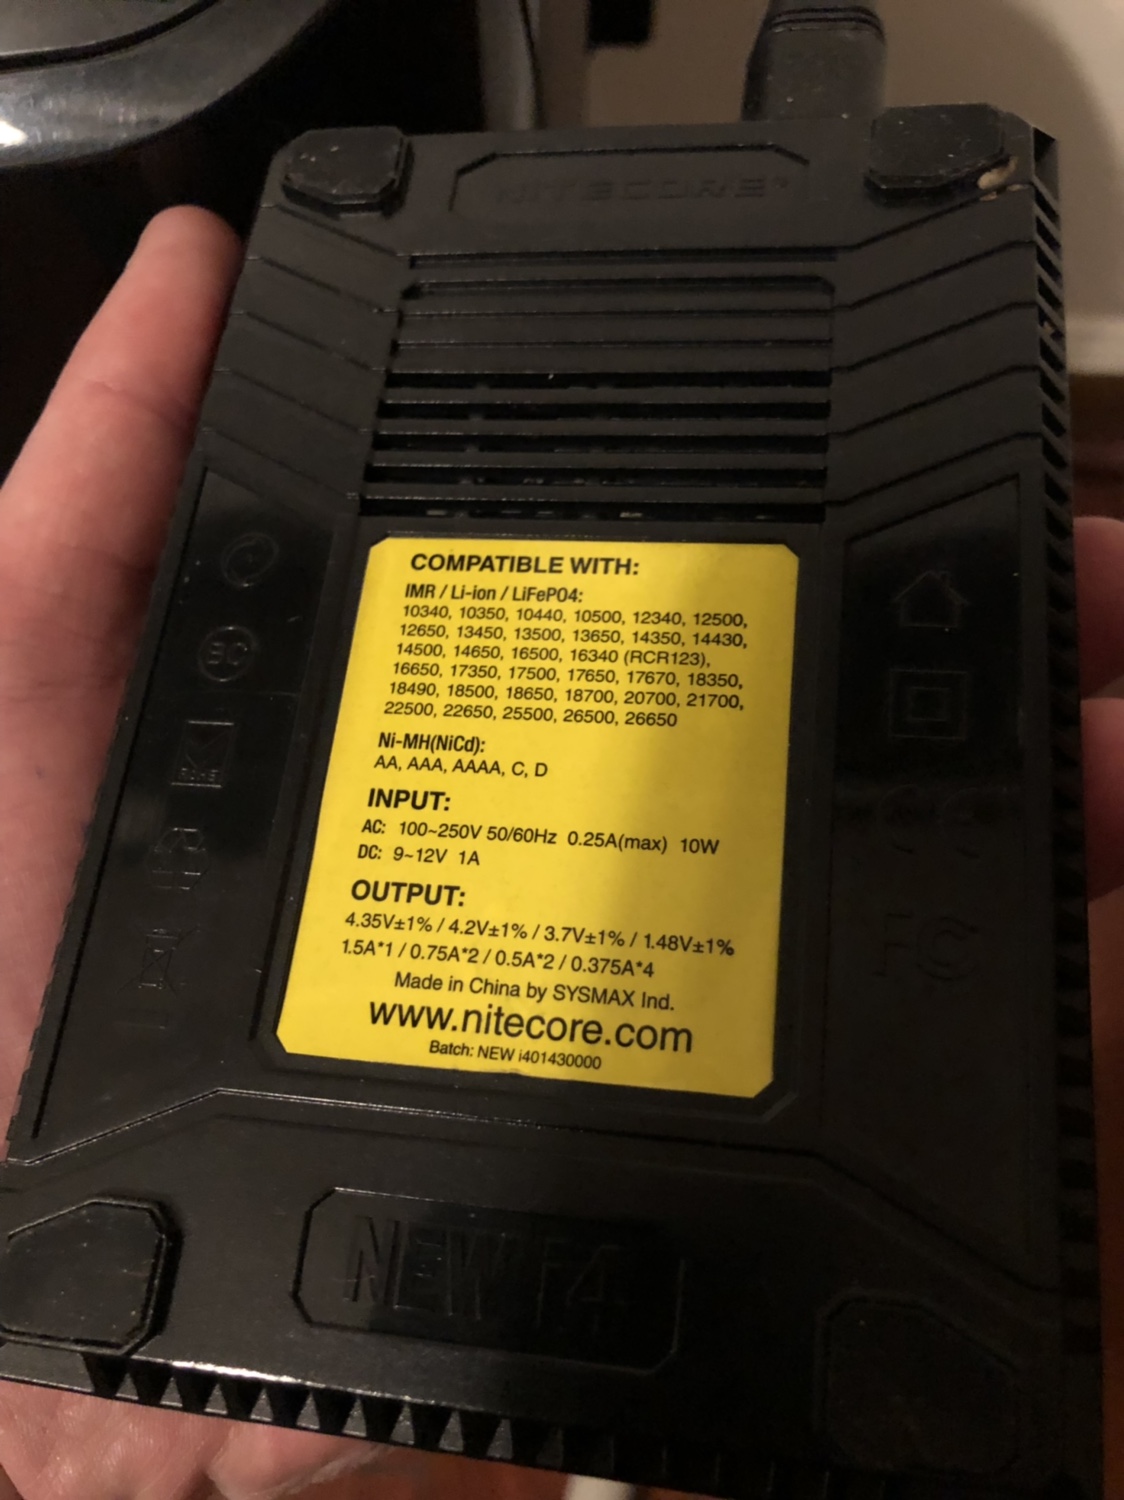 NITECORE®
COMPATIBLE WITH:
IMR / Li-ion / LiFePO4:
10340, 10350, 10440, 10500, 12340, 12500,
12650, 13450, 13500, 13650, 14350, 14430,
14500, 14650, 16500, 16340 (RCR123),
16650, 17350, 17500, 17650, 17670, 18350,
18490, 18500, 18650, 18700, 20700, 21700,
22500, 22650, 25500, 26500, 26650
Ni-MH(NiCd):
AA, AAA, AAAA, C, D
INPUT:
AC: 100~250V 50/60Hz 0.25A(max) 10W
DC: 9~12V 1A
OUTPUT:
4.35V±1% / 4.2V±1% / 3.7V±1% / 1.48V±1%
1.5A*1 / 0.75A*2 / 0.5A*2 / 0.375A*4
Made in China by SYSMAX Ind.
www.nitecore.com
Batch: NEW i401430000
RoHS
CE
FC
NEW